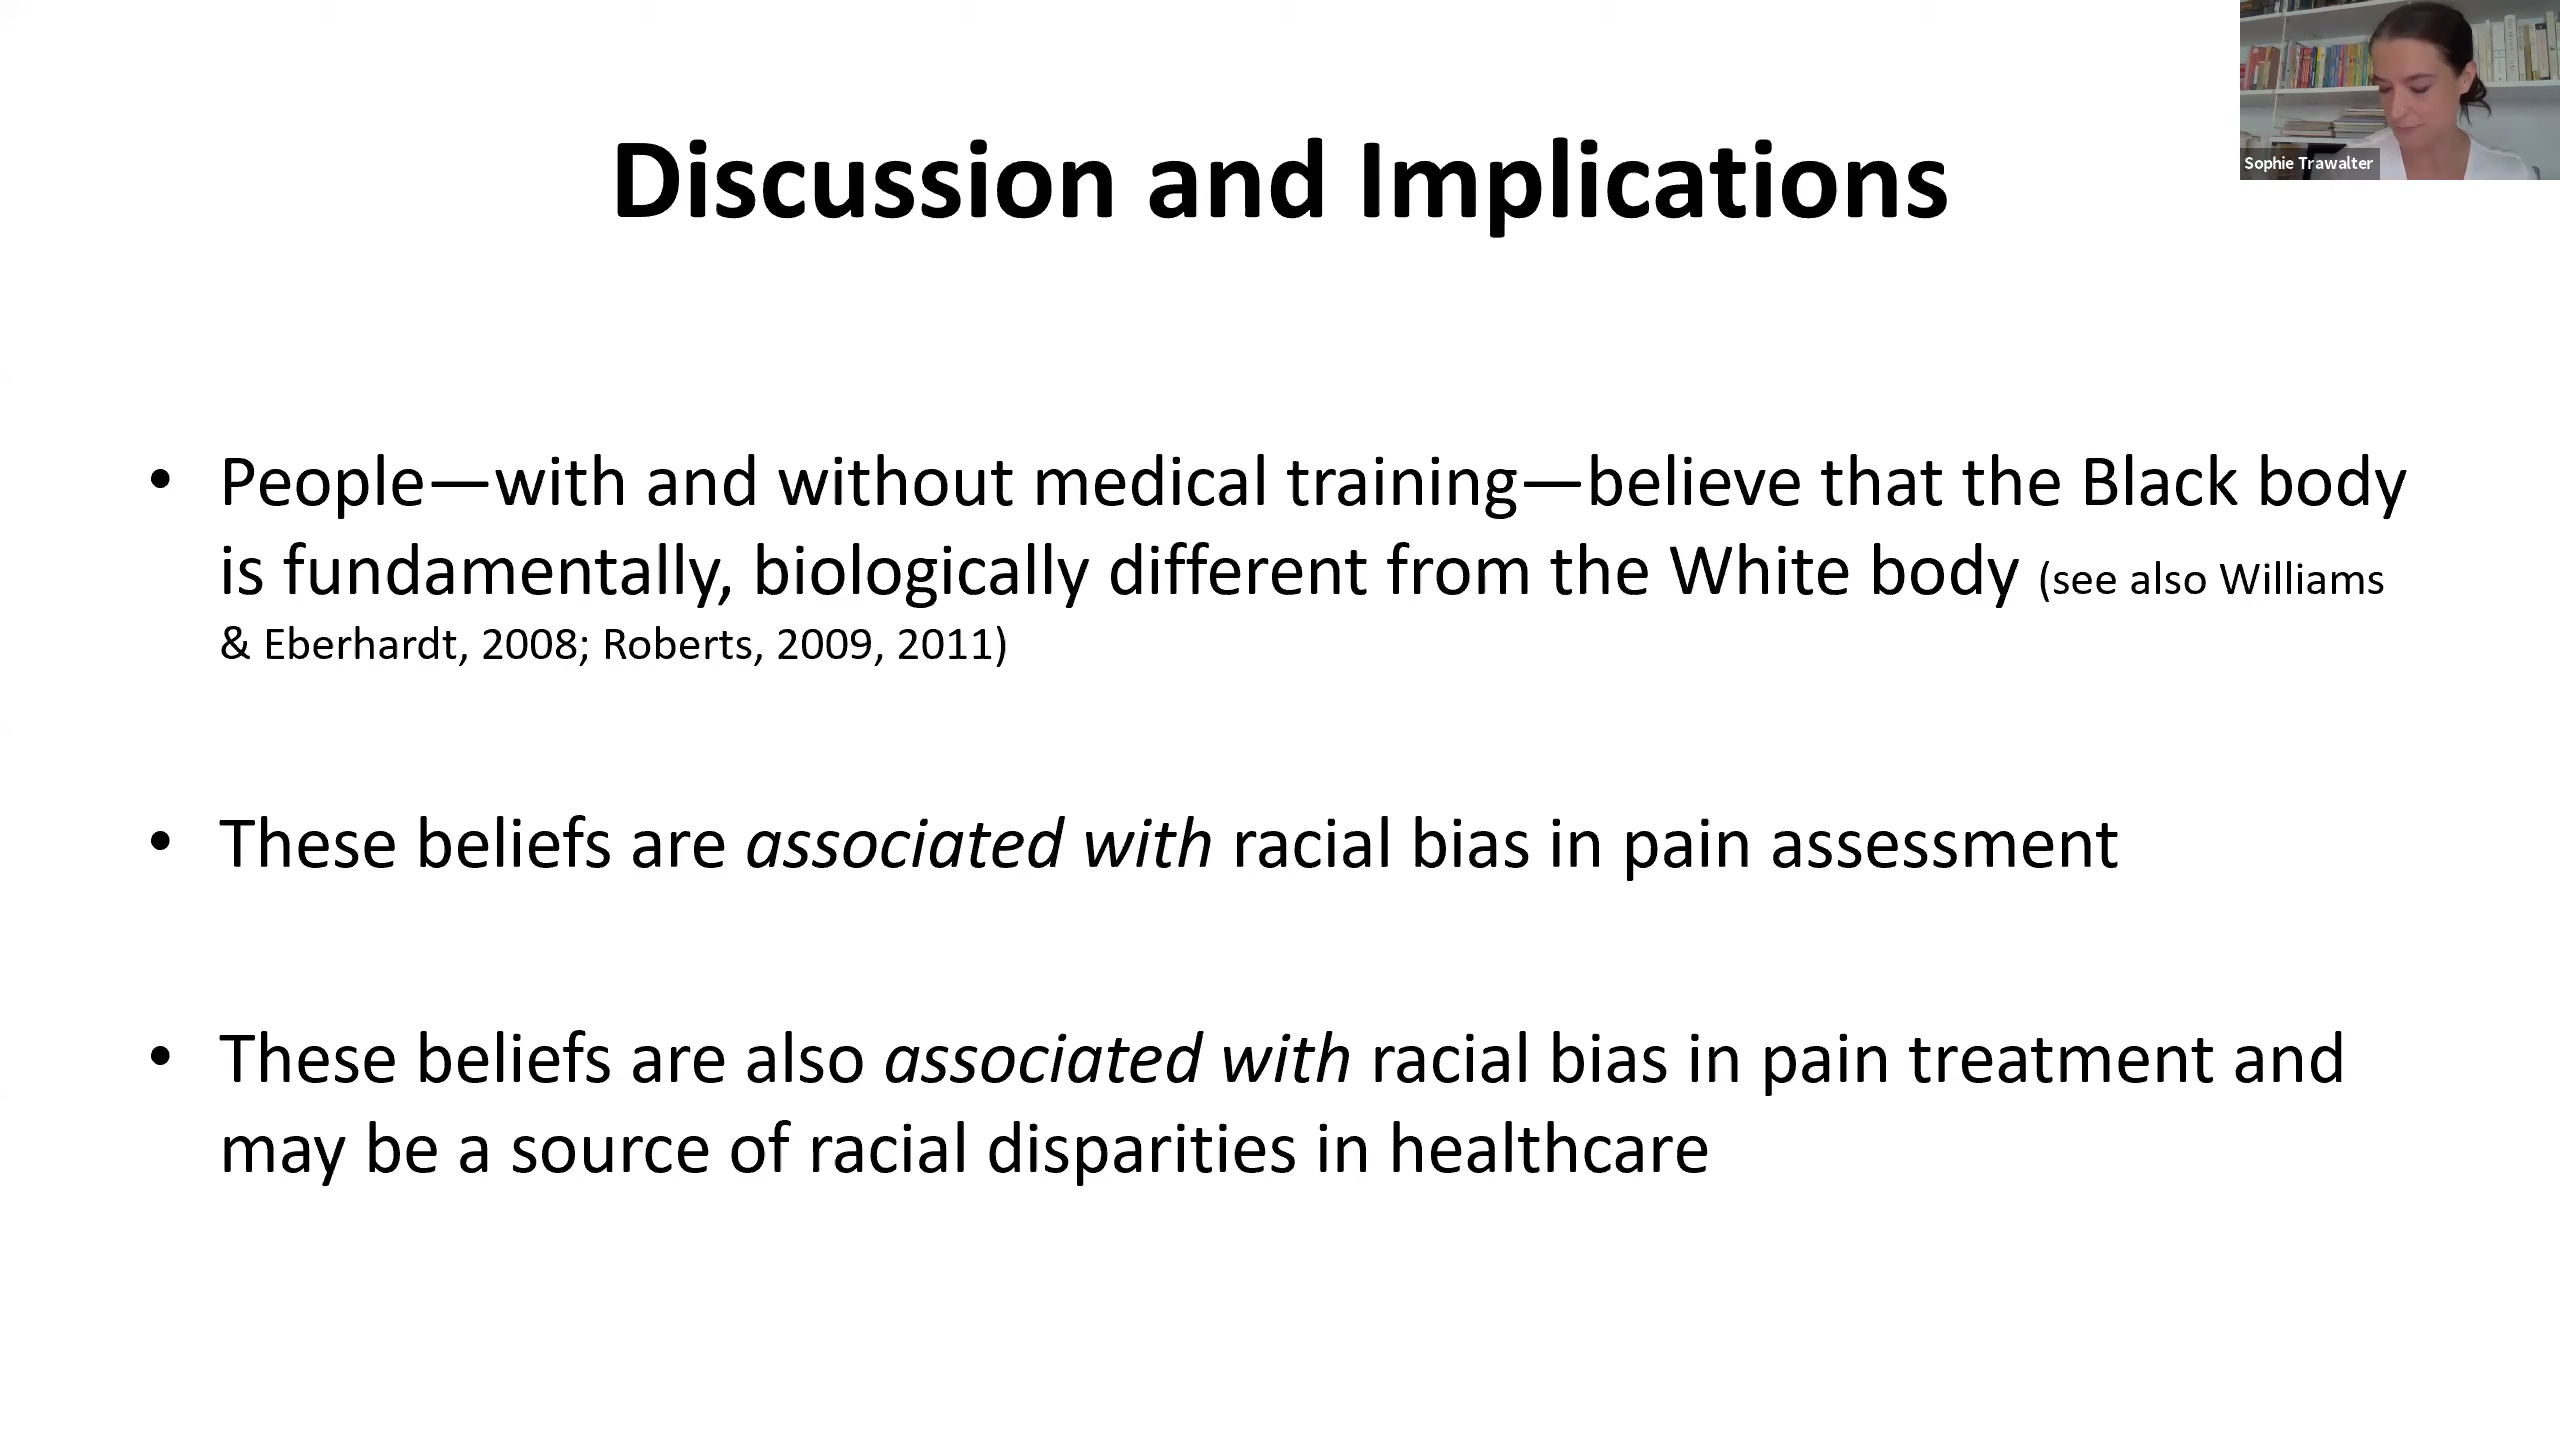 Sophie Trawalter
Discussion and Implications
• People—with and without medical training—believe that the Black body
is fundamentally, biologically different from the White body (see also Williams
& Eberhardt, 2008; Roberts, 2009, 2011)
• These beliefs are associated with racial bias in pain assessment
• These beliefs are also associated with racial bias in pain treatment and
may be a source of racial disparities in healthcare